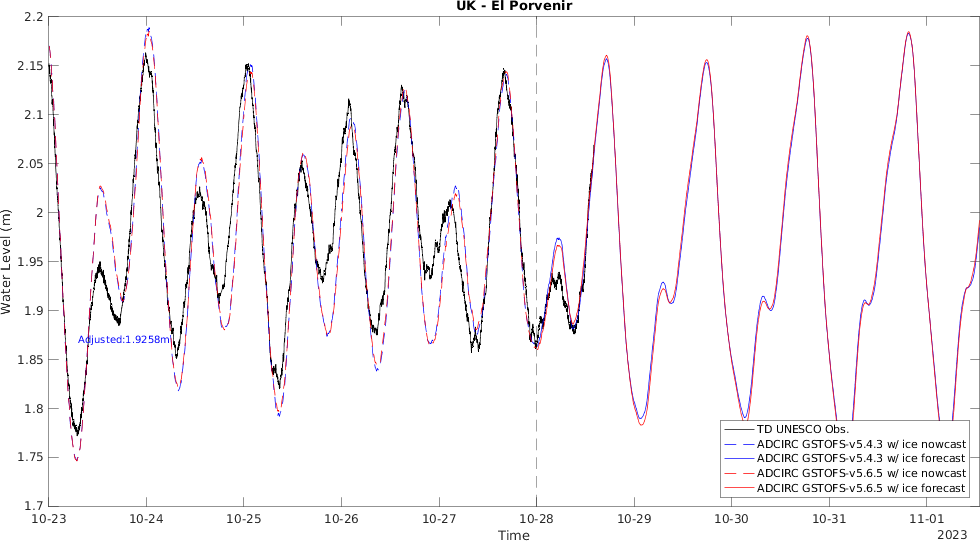 UK - El Porvenir
2.2
2.15
2.1
2.05
2
1.95
1.9
1.85
1.8
1.75
1.7
Water Level (m)
Adjusted:1.9258m
TD UNESCO Obs.
ADCIRC GSTOFS-v5.4.3 w/ ice nowcast
ADCIRC GSTOFS-v5.4.3 w/ ice forecast
ADCIRC GSTOFS-v5.6.5 w/ ice nowcast
ADCIRC GSTOFS-v5.6.5 w/ ice forecast
10-23 10-24 10-25 10-26 10-27 10-28 10-29 10-30 10-31 11-01
Time
2023